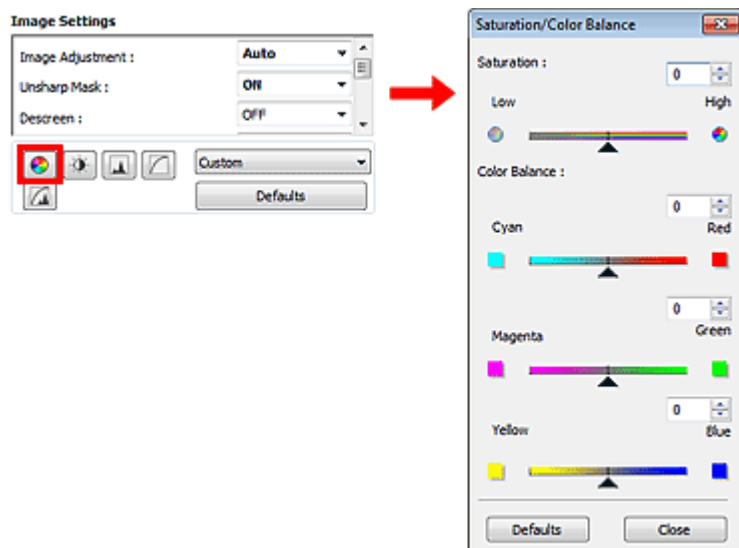 Image Settings
Image Adjustment : Auto
Unsharp Mask : ON
Descreen : OFF
Custom
Defaults
Saturation/Color Balance
Saturation :
0
Low High
Color Balance :
0
Cyan Red
0
Magenta Green
0
Yellow Blue
Defaults Close